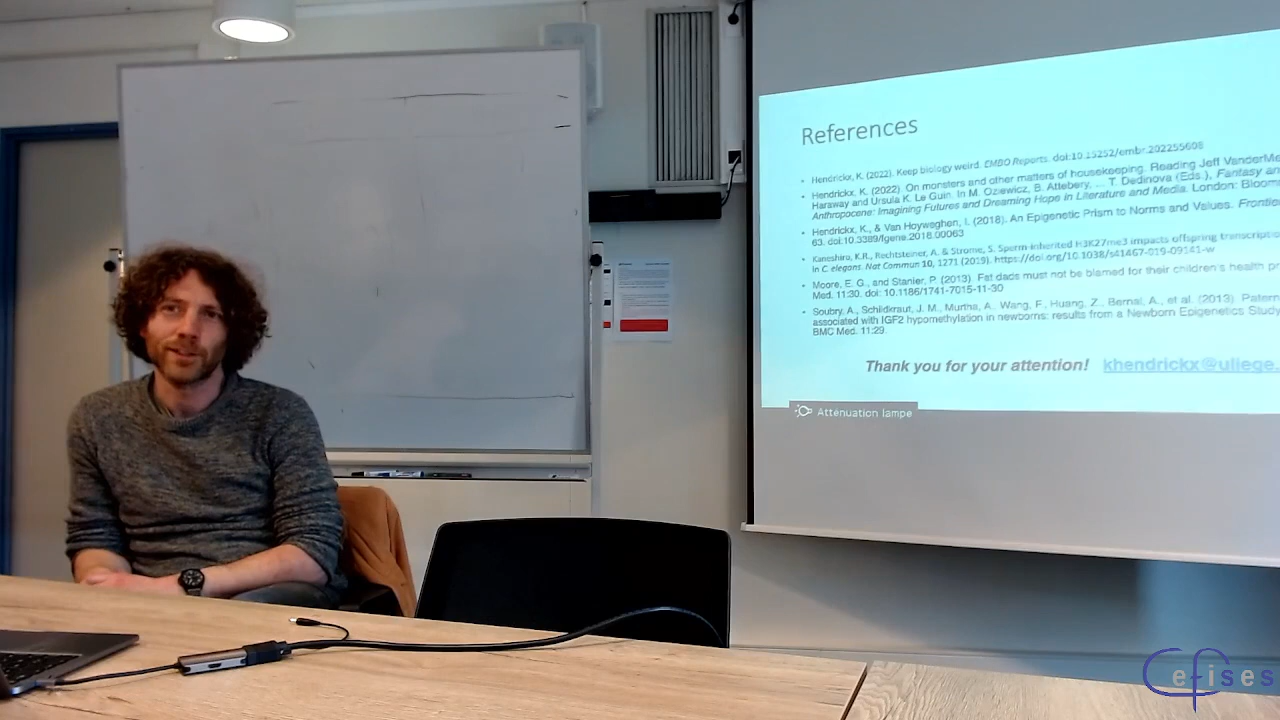 References
• Hendrickx, K. (2022). Keep biology weird. EMBO Reports. doi:10.15252/embr.202255608
• Hendrickx, K. (2022). On monsters and other matters of housekeeping. Reading Jeff VanderMe
Haraway and Ursula K. Le Guin. In M. Oziewicz, B. Attebery, ... T. Dedinova (Eds.), Fantasy an
Anthropocene: Imagining Futures and Dreaming Hope in Literature and Media. London: Bloom
• Hendrickx, K., & Van Hoyweghen, I. (2018). An Epigenetic Prism to Norms and Values. Frontie
63. doi:10.3389/fgene.2018.00063
• Kaneshiro, K.R., Rechtsteiner, A. & Strome, S. Sperm-inherited H3K27me3 impacts offspring transcriptio
in C. elegans. Nat Commun 10, 1271 (2019). https://doi.org/10.1038/s41467-019-09141-w
• Moore, E. G., and Stanier, P. (2013). Fat dads must not be blamed for their children's health pr
Med. 11:30. doi: 10.1186/1741-7015-11-30
• Soubry, A., Schildkraut, J. M., Murtha, A., Wang, F., Huang, Z., Bernal, A., et al. (2013). Patern
associated with IGF2 hypomethylation in newborns: results from a Newborn Epigenetics Study
BMC Med. 11:29.
Thank you for your attention! khendrickx@uliege.
Atténuation lampe
Cefises